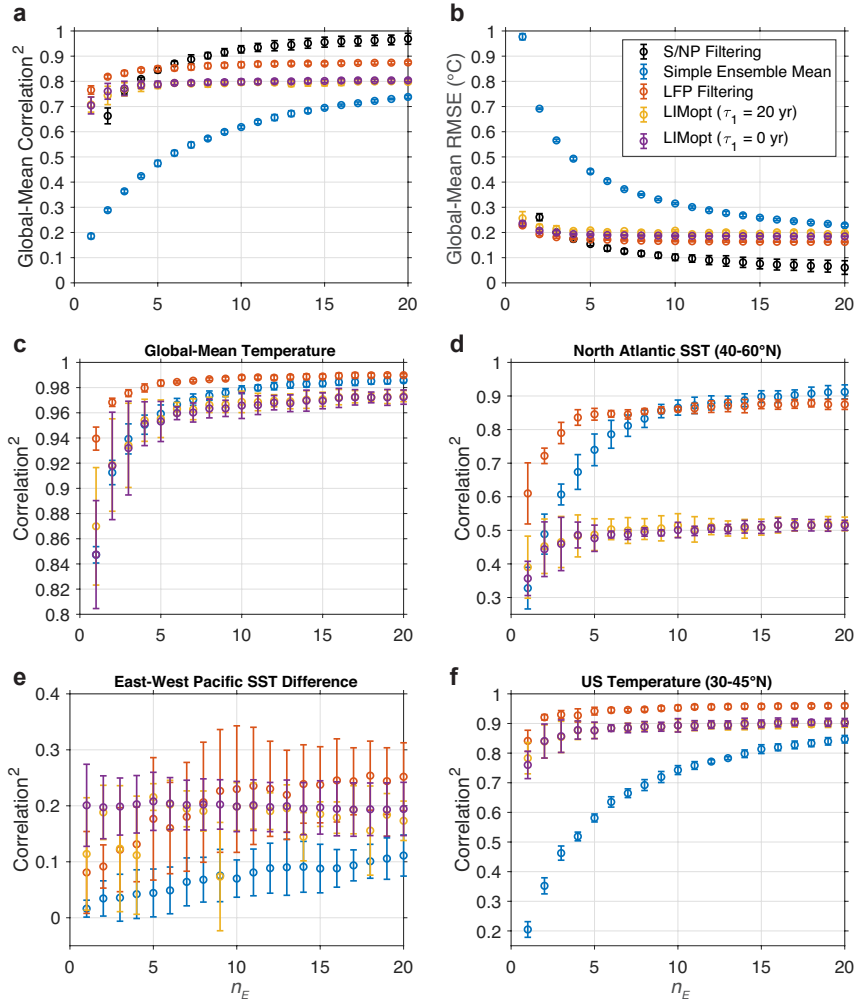 a
Global-Mean Correlation²
1
0.9
0.8
0.7
0.6
0.5
0.4
0.3
0.2
0.1
0
0 5 10 15 20
b
Global-Mean RMSE (°C)
1
0.9
0.8
0.7
0.6
0.5
0.4
0.3
0.2
0.1
0
0 5 10 15 20
S/NP Filtering
Simple Ensemble Mean
LFP Filtering
LIMopt (τ₁ = 20 yr)
LIMopt (τ₁ = 0 yr)
c
Global-Mean Temperature
Correlation²
1
0.98
0.96
0.94
0.92
0.9
0.88
0.86
0.84
0.82
0.8
0 5 10 15 20
d
North Atlantic SST (40-60°N)
Correlation²
1
0.9
0.8
0.7
0.6
0.5
0.4
0.3
0 5 10 15 20
e
East-West Pacific SST Difference
Correlation²
0.4
0.3
0.2
0.1
0
0 5 10 15 20
n_E
f
US Temperature (30-45°N)
Correlation²
1
0.9
0.8
0.7
0.6
0.5
0.4
0.3
0.2
0 5 10 15 20
n_E